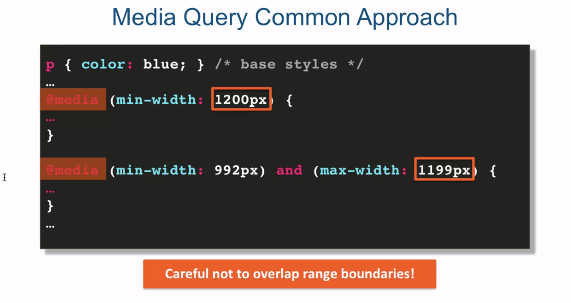 Media Query Common Approach
p { color: blue; } /* base styles */
…
@media (min-width: 1200px) {
…
}
@media (min-width: 992px) and (max-width: 1199px) {
…
}
…
Careful not to overlap range boundaries!